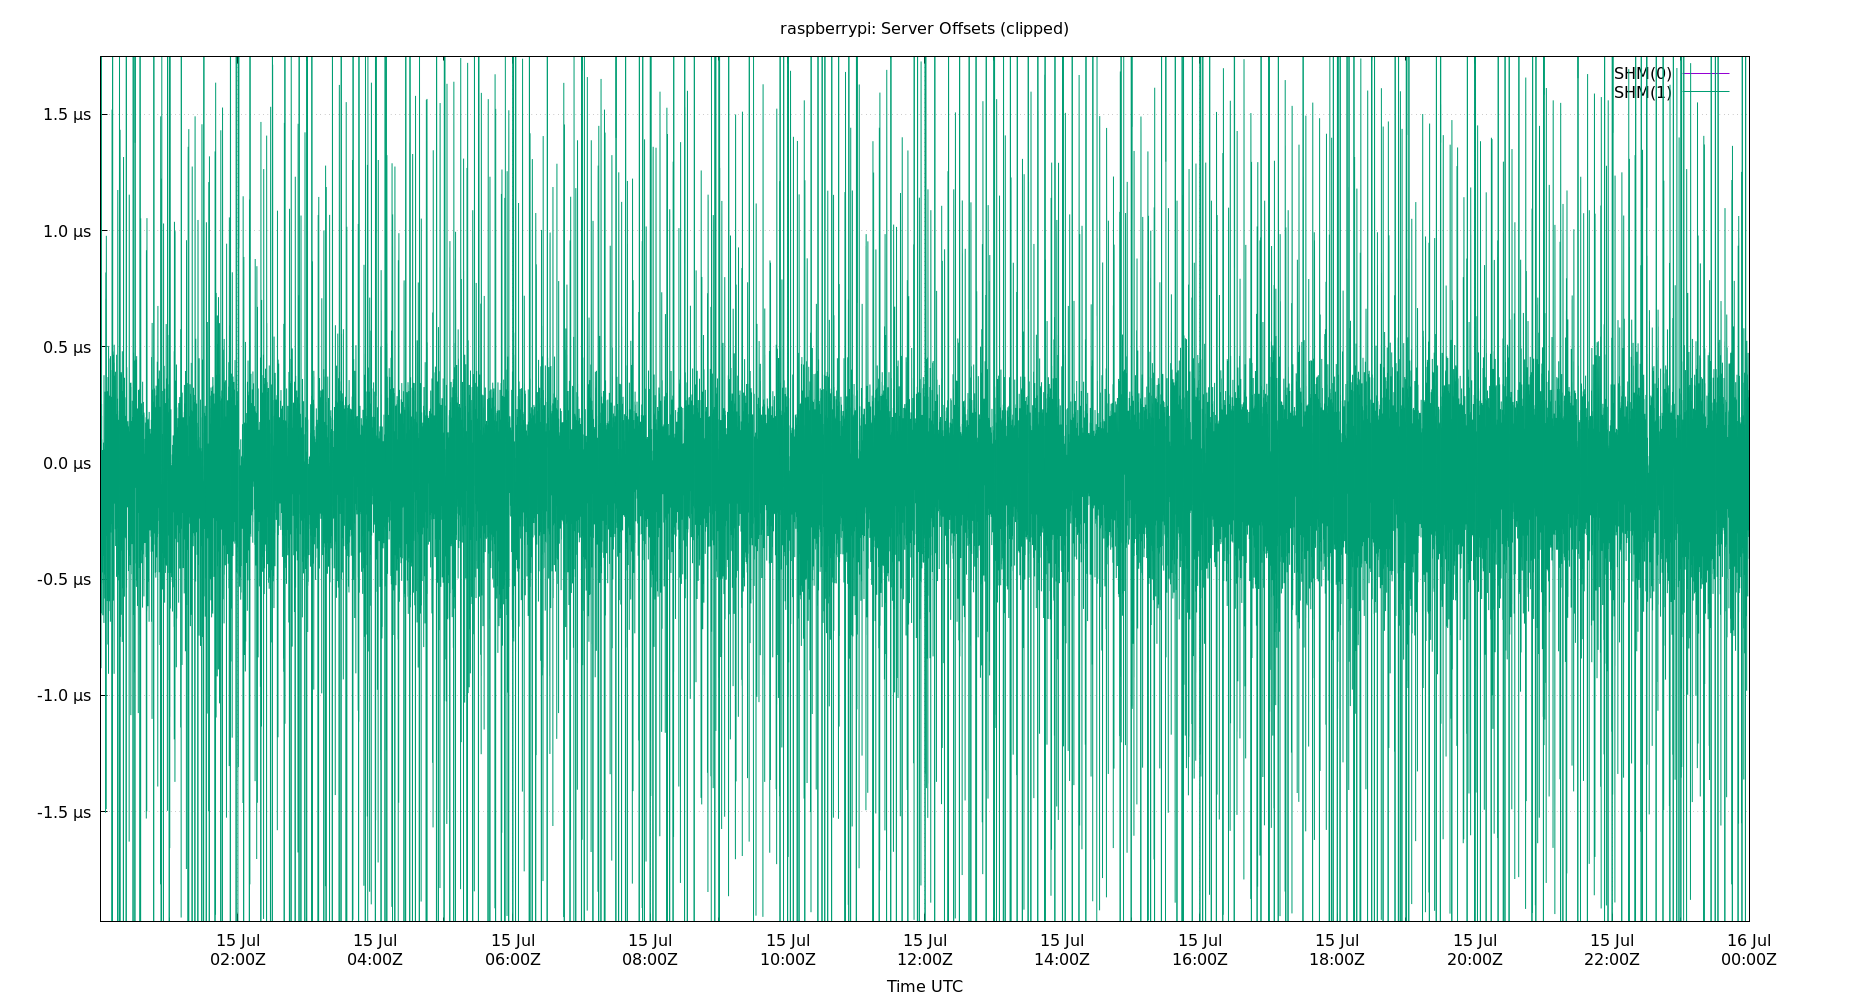 raspberrypi: Server Offsets (clipped)
SHM(0)
SHM(1)
1.5 µs
1.0 µs
0.5 µs
0.0 µs
-0.5 µs
-1.0 µs
-1.5 µs
15 Jul 15 Jul 15 Jul 15 Jul 15 Jul 15 Jul 15 Jul 15 Jul 15 Jul 15 Jul 15 Jul 16 Jul
02:00Z 04:00Z 06:00Z 08:00Z 10:00Z 12:00Z 14:00Z 16:00Z 18:00Z 20:00Z 22:00Z 00:00Z
Time UTC